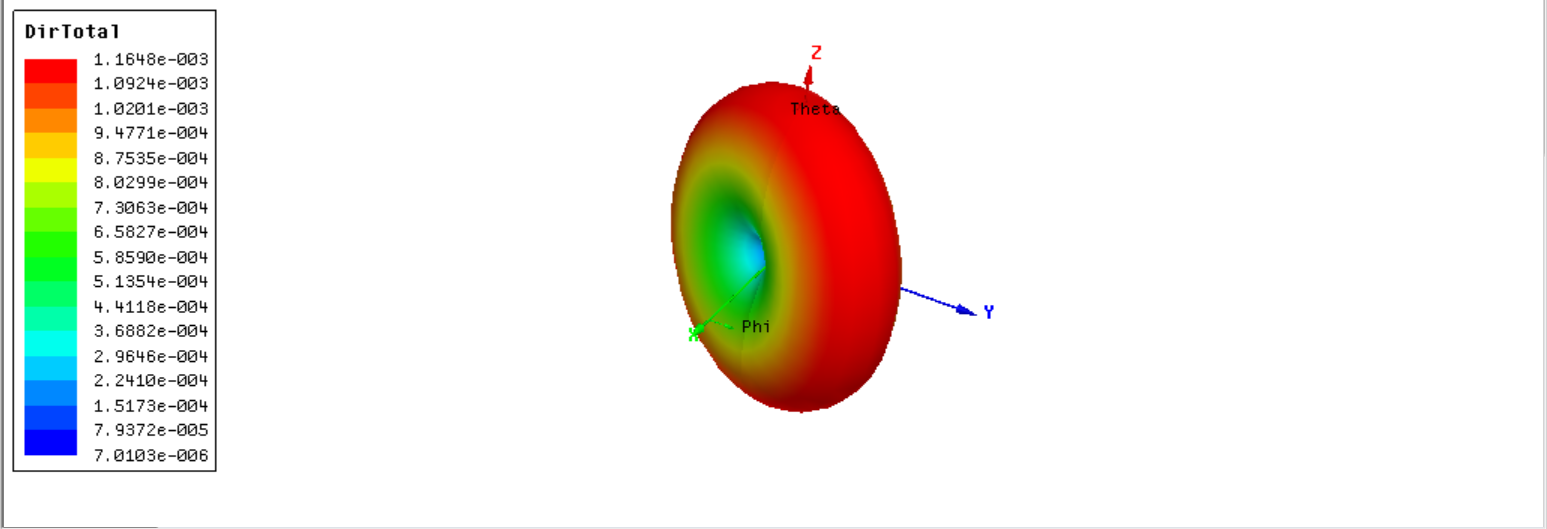 DirTotal
1.1648e-003
1.0924e-003
1.0201e-003
9.4771e-004
8.7535e-004
8.0299e-004
7.3063e-004
6.5827e-004
5.8590e-004
5.1354e-004
4.4118e-004
3.6882e-004
2.9646e-004
2.2410e-004
1.5173e-004
7.9372e-005
7.0103e-006
Z
Theta
Y
X
Phi